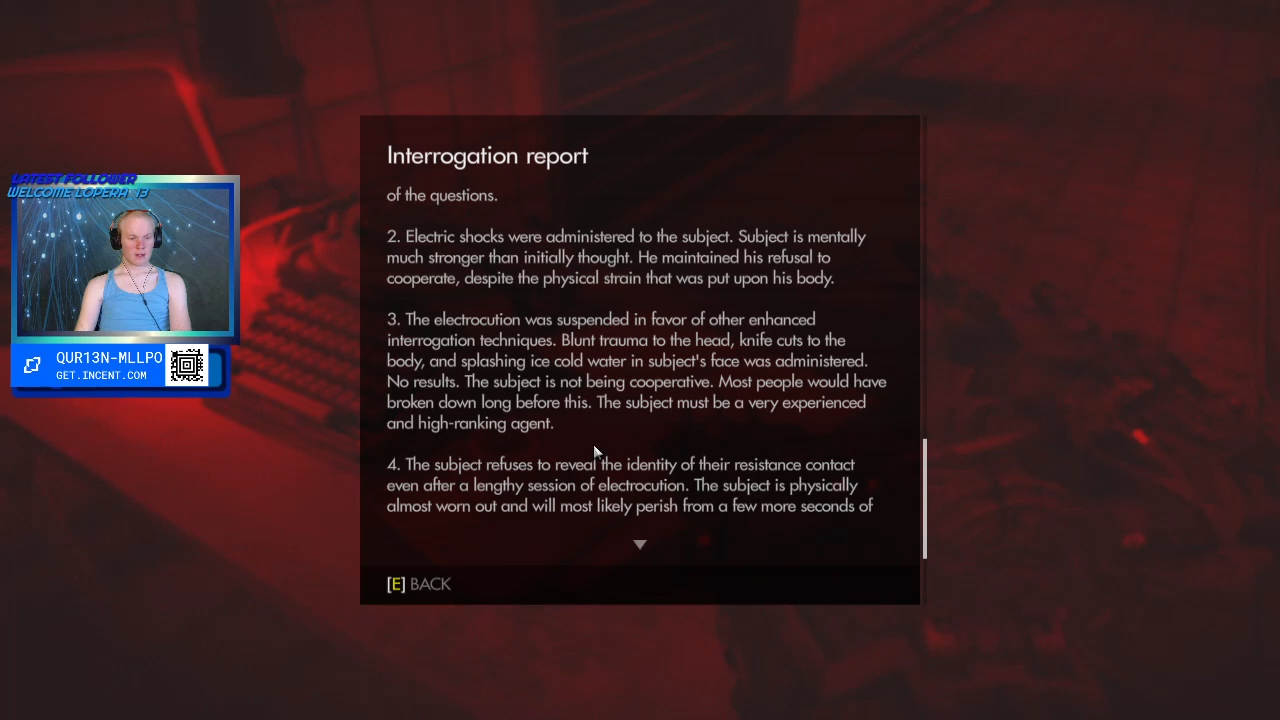 LATEST FOLLOWER
WELCOME LOPERA_13
QUR13N-MLLPO
GET.INCENT.COM
Interrogation report
of the questions.
2. Electric shocks were administered to the subject. Subject is mentally
much stronger than initially thought. He maintained his refusal to
cooperate, despite the physical strain that was put upon his body.
3. The electrocution was suspended in favor of other enhanced
interrogation techniques. Blunt trauma to the head, knife cuts to the
body, and splashing ice cold water in subject's face was administered.
No results. The subject is not being cooperative. Most people would have
broken down long before this. The subject must be a very experienced
and high-ranking agent.
4. The subject refuses to reveal the identity of their resistance contact
even after a lengthy session of electrocution. The subject is physically
almost worn out and will most likely perish from a few more seconds of
[E] BACK